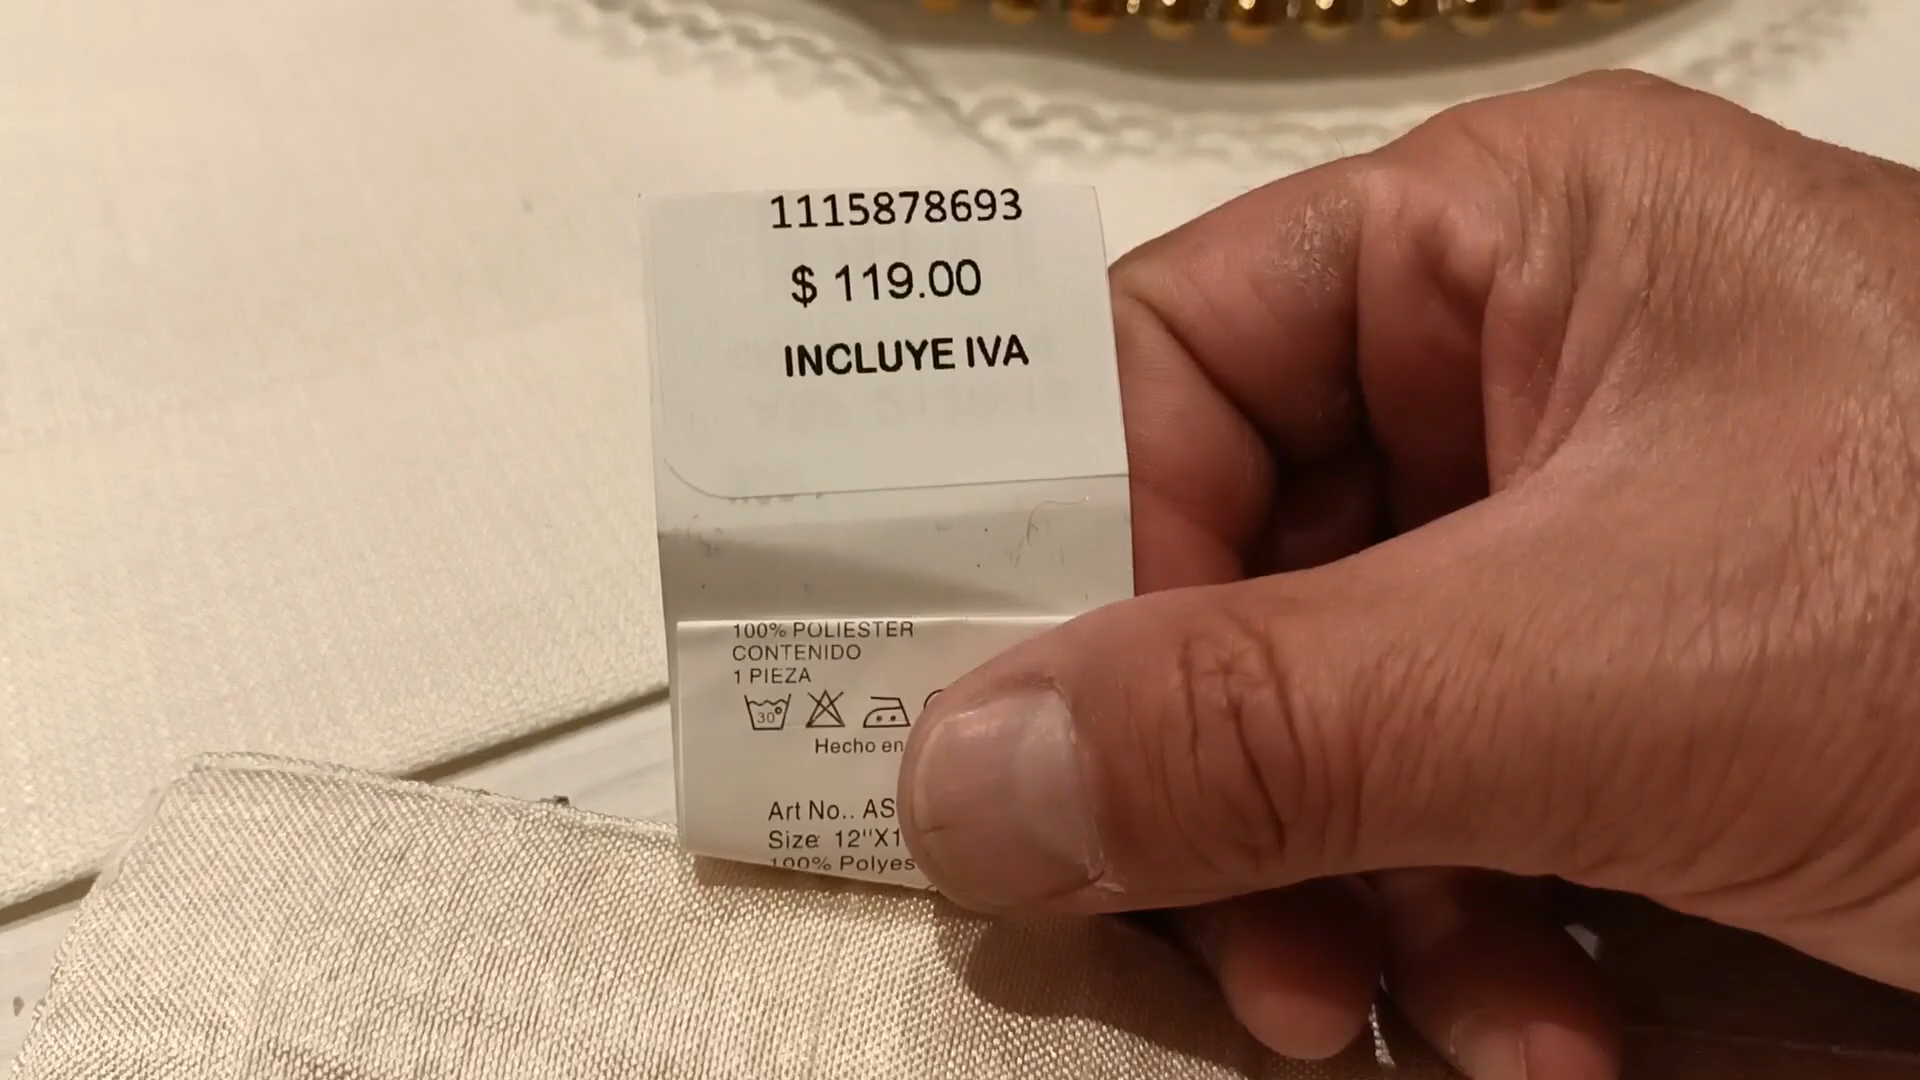 1115878693
$ 119.00
INCLUYE IVA
100% POLIESTER
CONTENIDO
1 PIEZA
30°
Hecho en
Art No.. AS
Size 12"X1
100% Polyes